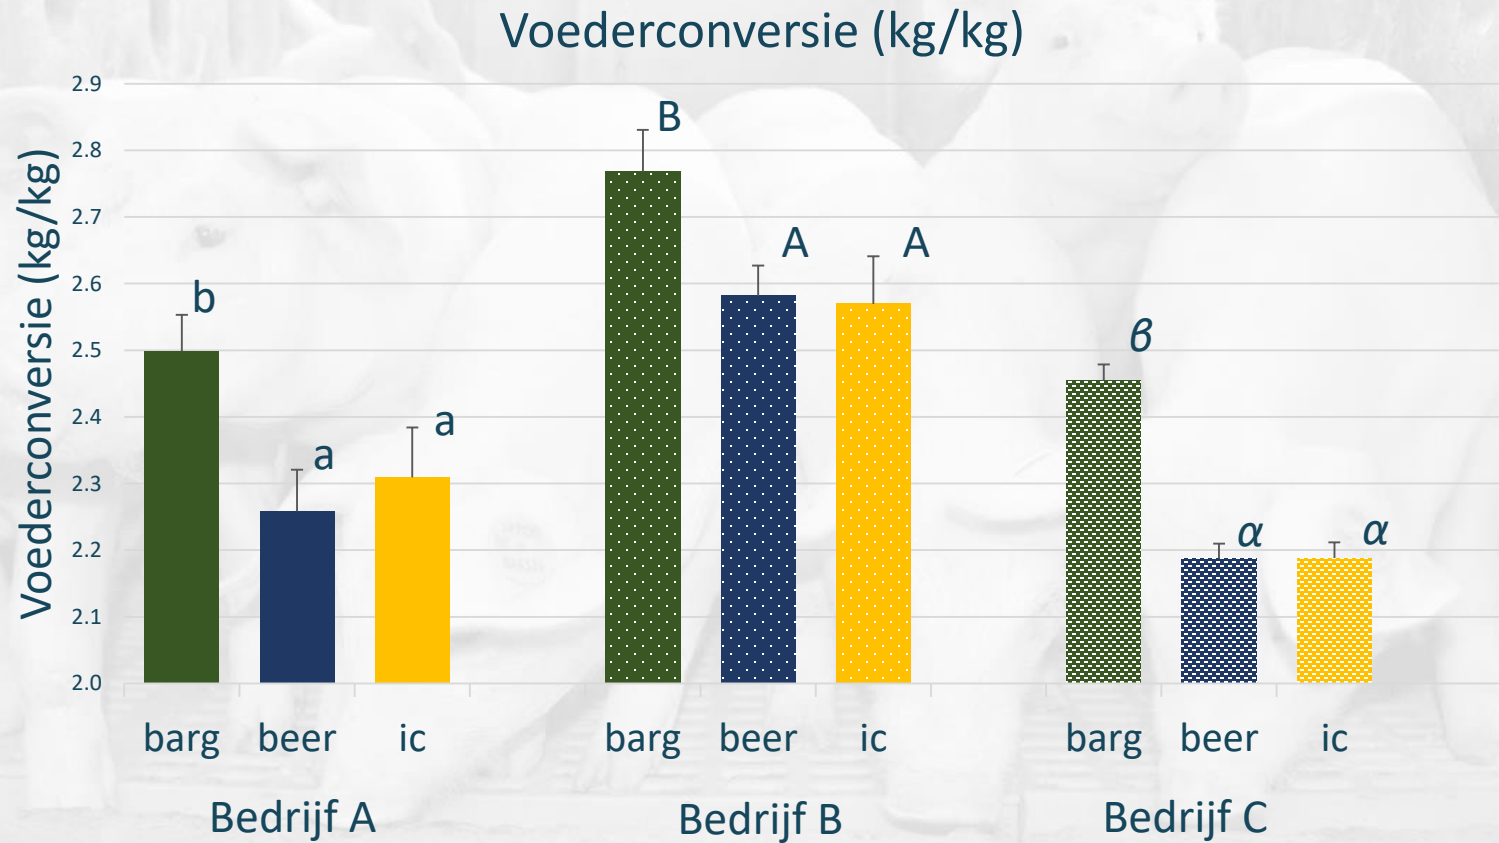 Voederconversie (kg/kg)
Voederconversie (kg/kg)
2.9
2.8
2.7
2.6
2.5
2.4
2.3
2.2
2.1
2.0
b
a
a
B
A
A
β
α
α
barg beer ic barg beer ic barg beer ic
Bedrijf A Bedrijf B Bedrijf C